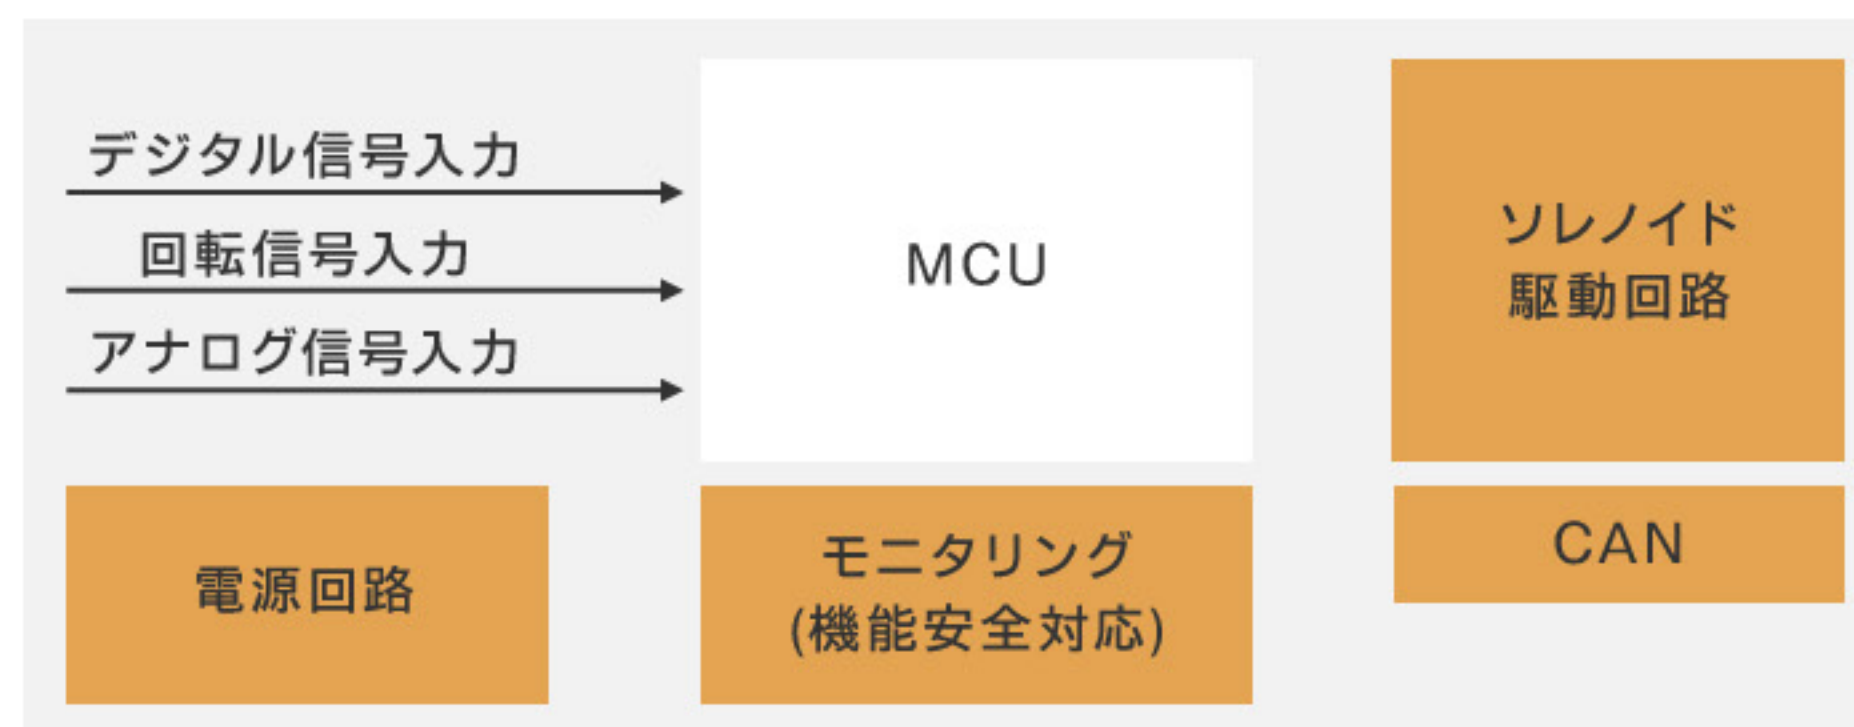 デジタル信号入力
回転信号入力
アナログ信号入力
MCU
ソレノイド
駆動回路
電源回路
モニタリング
(機能安全対応)
CAN